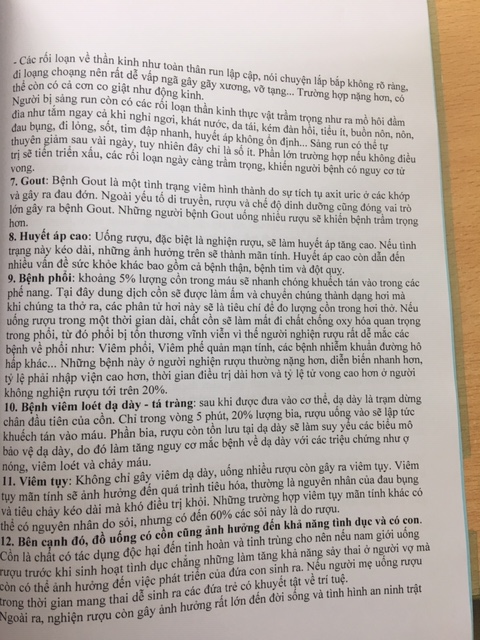 - Các rối loạn về thần kinh như toàn thân run lập cập, nói chuyện lắp bắp không rõ ràng,
đi loạng choạng nên rất dễ vấp ngã gây gãy xương, vỡ tạng... Trường hợp nặng hơn, có
thể còn có cả cơn co giật như động kinh.
Người bị sảng run còn có các rối loạn thần kinh thực vật trầm trọng như ra mồ hôi đầm
đìa như tắm ngay cả khi nghỉ ngơi, khát nước, da tái, kém đàn hồi, tiểu ít, buồn nôn, nôn,
đau bụng, đi lỏng, sốt, tim đập nhanh, huyết áp không ổn định... Sảng run có thể tự
thuyên giảm sau vài ngày, tuy nhiên đây chỉ là số ít. Phần lớn trường hợp nếu không điều
trị sẽ tiến triển xấu, các rối loạn ngày càng trầm trọng, khiến người bệnh có nguy cơ tử
vong.
7. Gout: Bệnh Gout là một tình trạng viêm hình thành do sự tích tụ axit uric ở các khớp
và gây ra đau đớn. Ngoài yếu tố di truyền, rượu và chế độ dinh dưỡng cũng đóng vai trò
lớn gây ra bệnh Gout. Những người bệnh Gout uống nhiều rượu sẽ khiến bệnh trầm trọng
hơn.
8. Huyết áp cao: Uống rượu, đặc biệt là nghiện rượu, sẽ làm huyết áp tăng cao. Nếu tình
trạng này kéo dài, những ảnh hưởng trên sẽ thành mãn tính. Huyết áp cao còn dẫn đến
nhiều vấn đề sức khỏe khác bao gồm cả bệnh thận, bệnh tim và đột quỵ.
9. Bệnh phổi: khoảng 5% lượng cồn trong máu sẽ nhanh chóng khuếch tán vào trong các
phế nang. Tại đây dung dịch cồn sẽ được làm ấm và chuyển chúng thành dạng hơi mà
khi chúng ta thở ra, các phân tử hơi này sẽ là tiêu chí để đo lượng cồn trong hơi thở. Nếu
uống rượu trong một thời gian dài, chất cồn sẽ làm mất đi chất chống oxy hóa quan trọng
trong phổi, từ đó phổi bị tổn thương vĩnh viễn vì thế người nghiện rượu rất dễ mắc các
bệnh về phổi như: Viêm phổi, Viêm phế quản mạn tính, các bệnh nhiễm khuẩn đường hô
hấp khác... Những bệnh này ở người nghiện rượu thường nặng hơn, diễn biến nhanh hơn,
tỷ lệ phải nhập viện cao hơn, thời gian điều trị dài hơn và tỷ lệ tử vong cao hơn ở người
không nghiện rượu tới trên 20%.
10. Bệnh viêm loét dạ dày - tá tràng: sau khi được đưa vào cơ thể, dạ dày là trạm dừng
chân đầu tiên của cồn. Chỉ trong vòng 5 phút, 20% lượng bia, rượu uống vào sẽ lập tức
khuếch tán vào máu. Phần bia, rượu còn tồn lưu tại dạ dày sẽ làm suy yếu các biểu mô
bảo vệ dạ dày, do đó làm tăng nguy cơ mắc bệnh về dạ dày với các triệu chứng như ợ
nóng, viêm loét và chảy máu.
11. Viêm tụy: Không chỉ gây viêm dạ dày, uống nhiều rượu còn gây ra viêm tụy. Viêm
tụy mãn tính sẽ ảnh hưởng đến quá trình tiêu hóa, thường là nguyên nhân của đau bụng
và tiêu chảy kéo dài mà khó điều trị khỏi. Những trường hợp viêm tụy mãn tính khác có
thể có nguyên nhân do sỏi, nhưng có đến 60% các sỏi này là do rượu.
12. Bên cạnh đó, đồ uống có cồn cũng ảnh hưởng đến khả năng tình dục và có con.
Cồn là chất có tác dụng độc hại đến tinh hoàn và tinh trùng cho nên nếu nam giới uống
rượu trước khi sinh hoạt tình dục chẳng những làm tăng khả năng sảy thai ở người vợ mà
còn có thể ảnh hưởng đến việc phát triển của đứa con sinh ra. Nếu người mẹ uống rượu
trong thời gian mang thai dễ sinh ra các đứa trẻ có khuyết tật về trí tuệ.
Ngoài ra, nghiện rượu còn gây ảnh hưởng rất lớn đến đời sống và tình hình an ninh trật